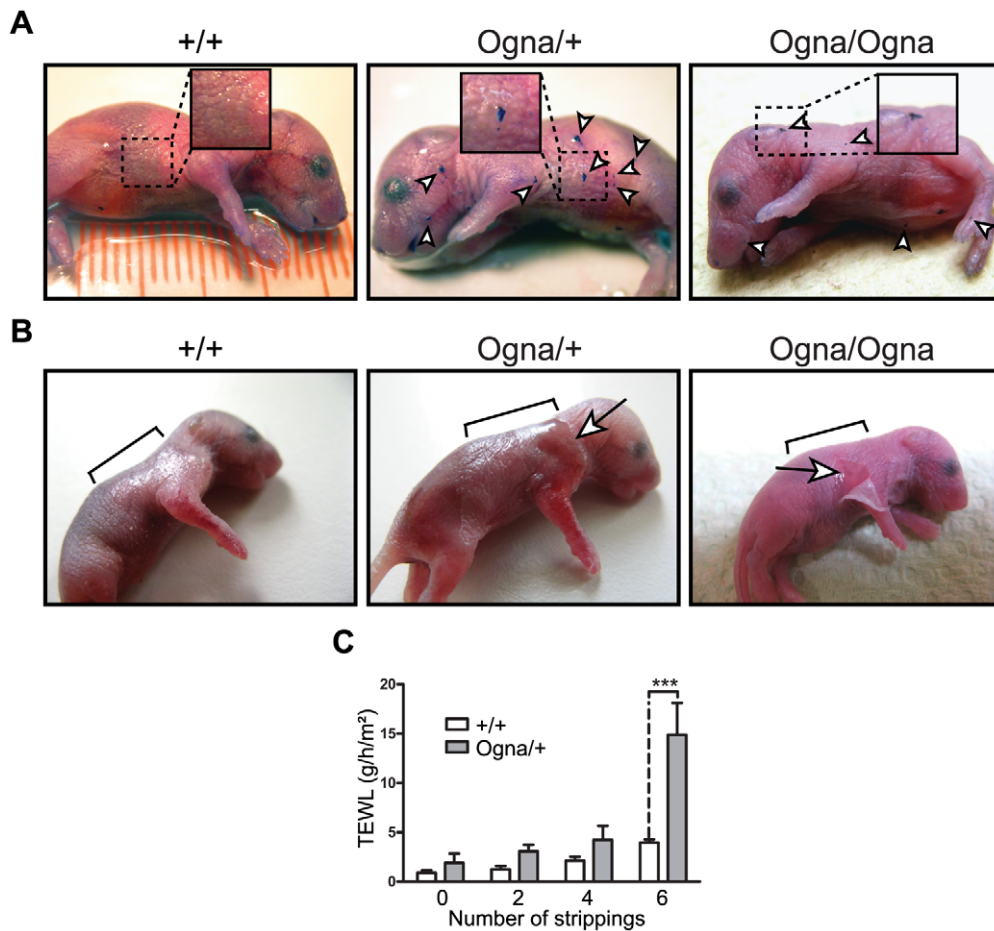 A
+/+ Ogna/+ Ogna/Ogna
B
+/+ Ogna/+ Ogna/Ogna
C
20
15
10
5
0
TEWL (g/h/m²)
+/+
Ogna/+
***
0 2 4 6
Number of strippings